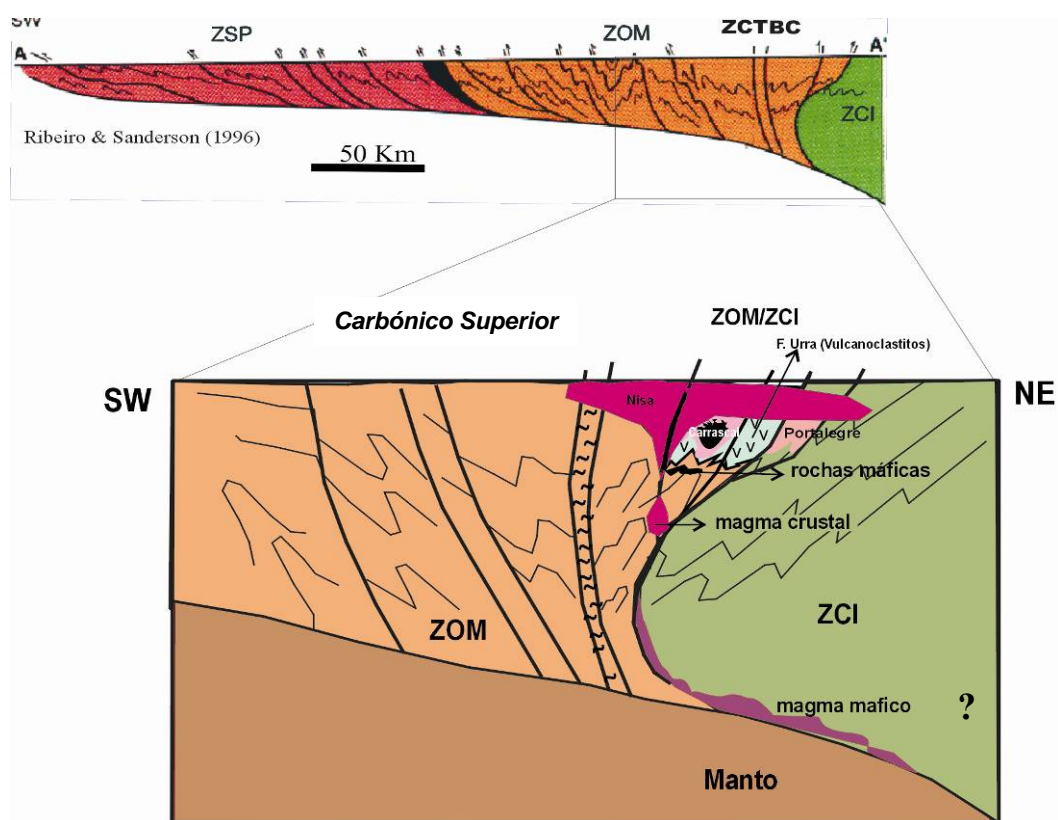 SW
ZSP ZOM ZCTBC
A A'
ZCI
Ribeiro & Sanderson (1996)
50 Km
Carbónico Superior
ZOM/ZCI
F. Urra (Vulcanoclastitos)
SW NE
Nisa
Carrascal
V V V V V V
Portalegre
rochas máficas
magma crustal
ZOM
ZCI
magma mafico
?
Manto